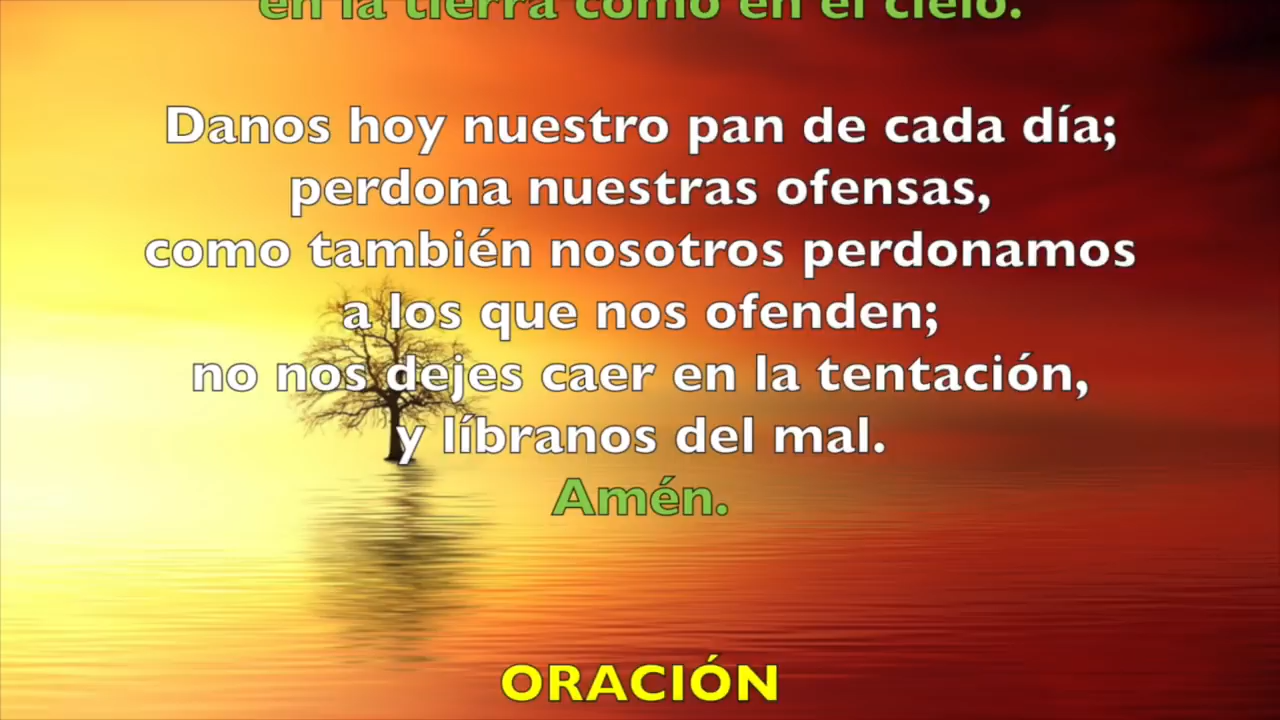 en la tierra como en el cielo.
Danos hoy nuestro pan de cada día;
perdona nuestras ofensas,
como también nosotros perdonamos
a los que nos ofenden;
no nos dejes caer en la tentación,
y líbranos del mal.
Amén.
ORACIÓN